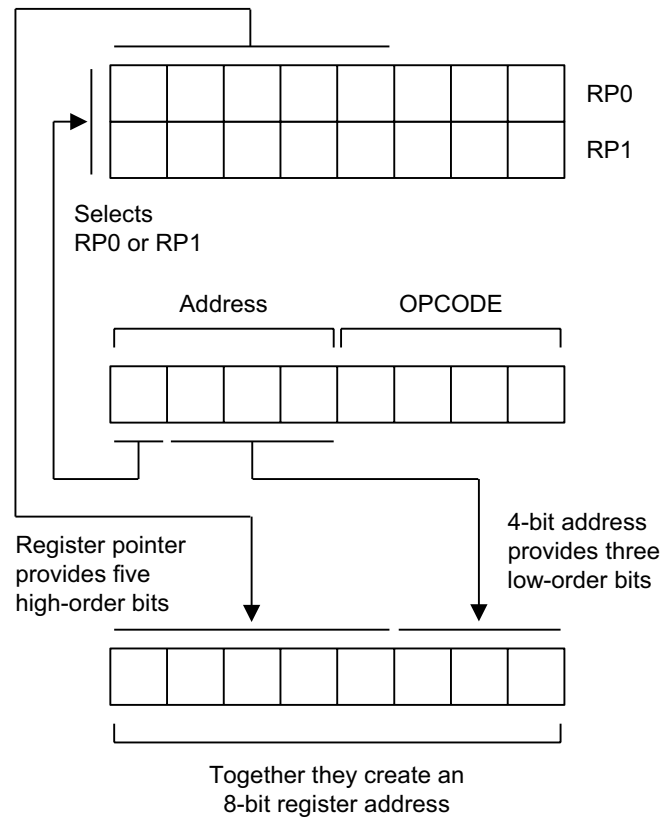 RP0
RP1
Selects
RP0 or RP1
Address
OPCODE
Register pointer
provides five
high-order bits
4-bit address
provides three
low-order bits
Together they create an
8-bit register address